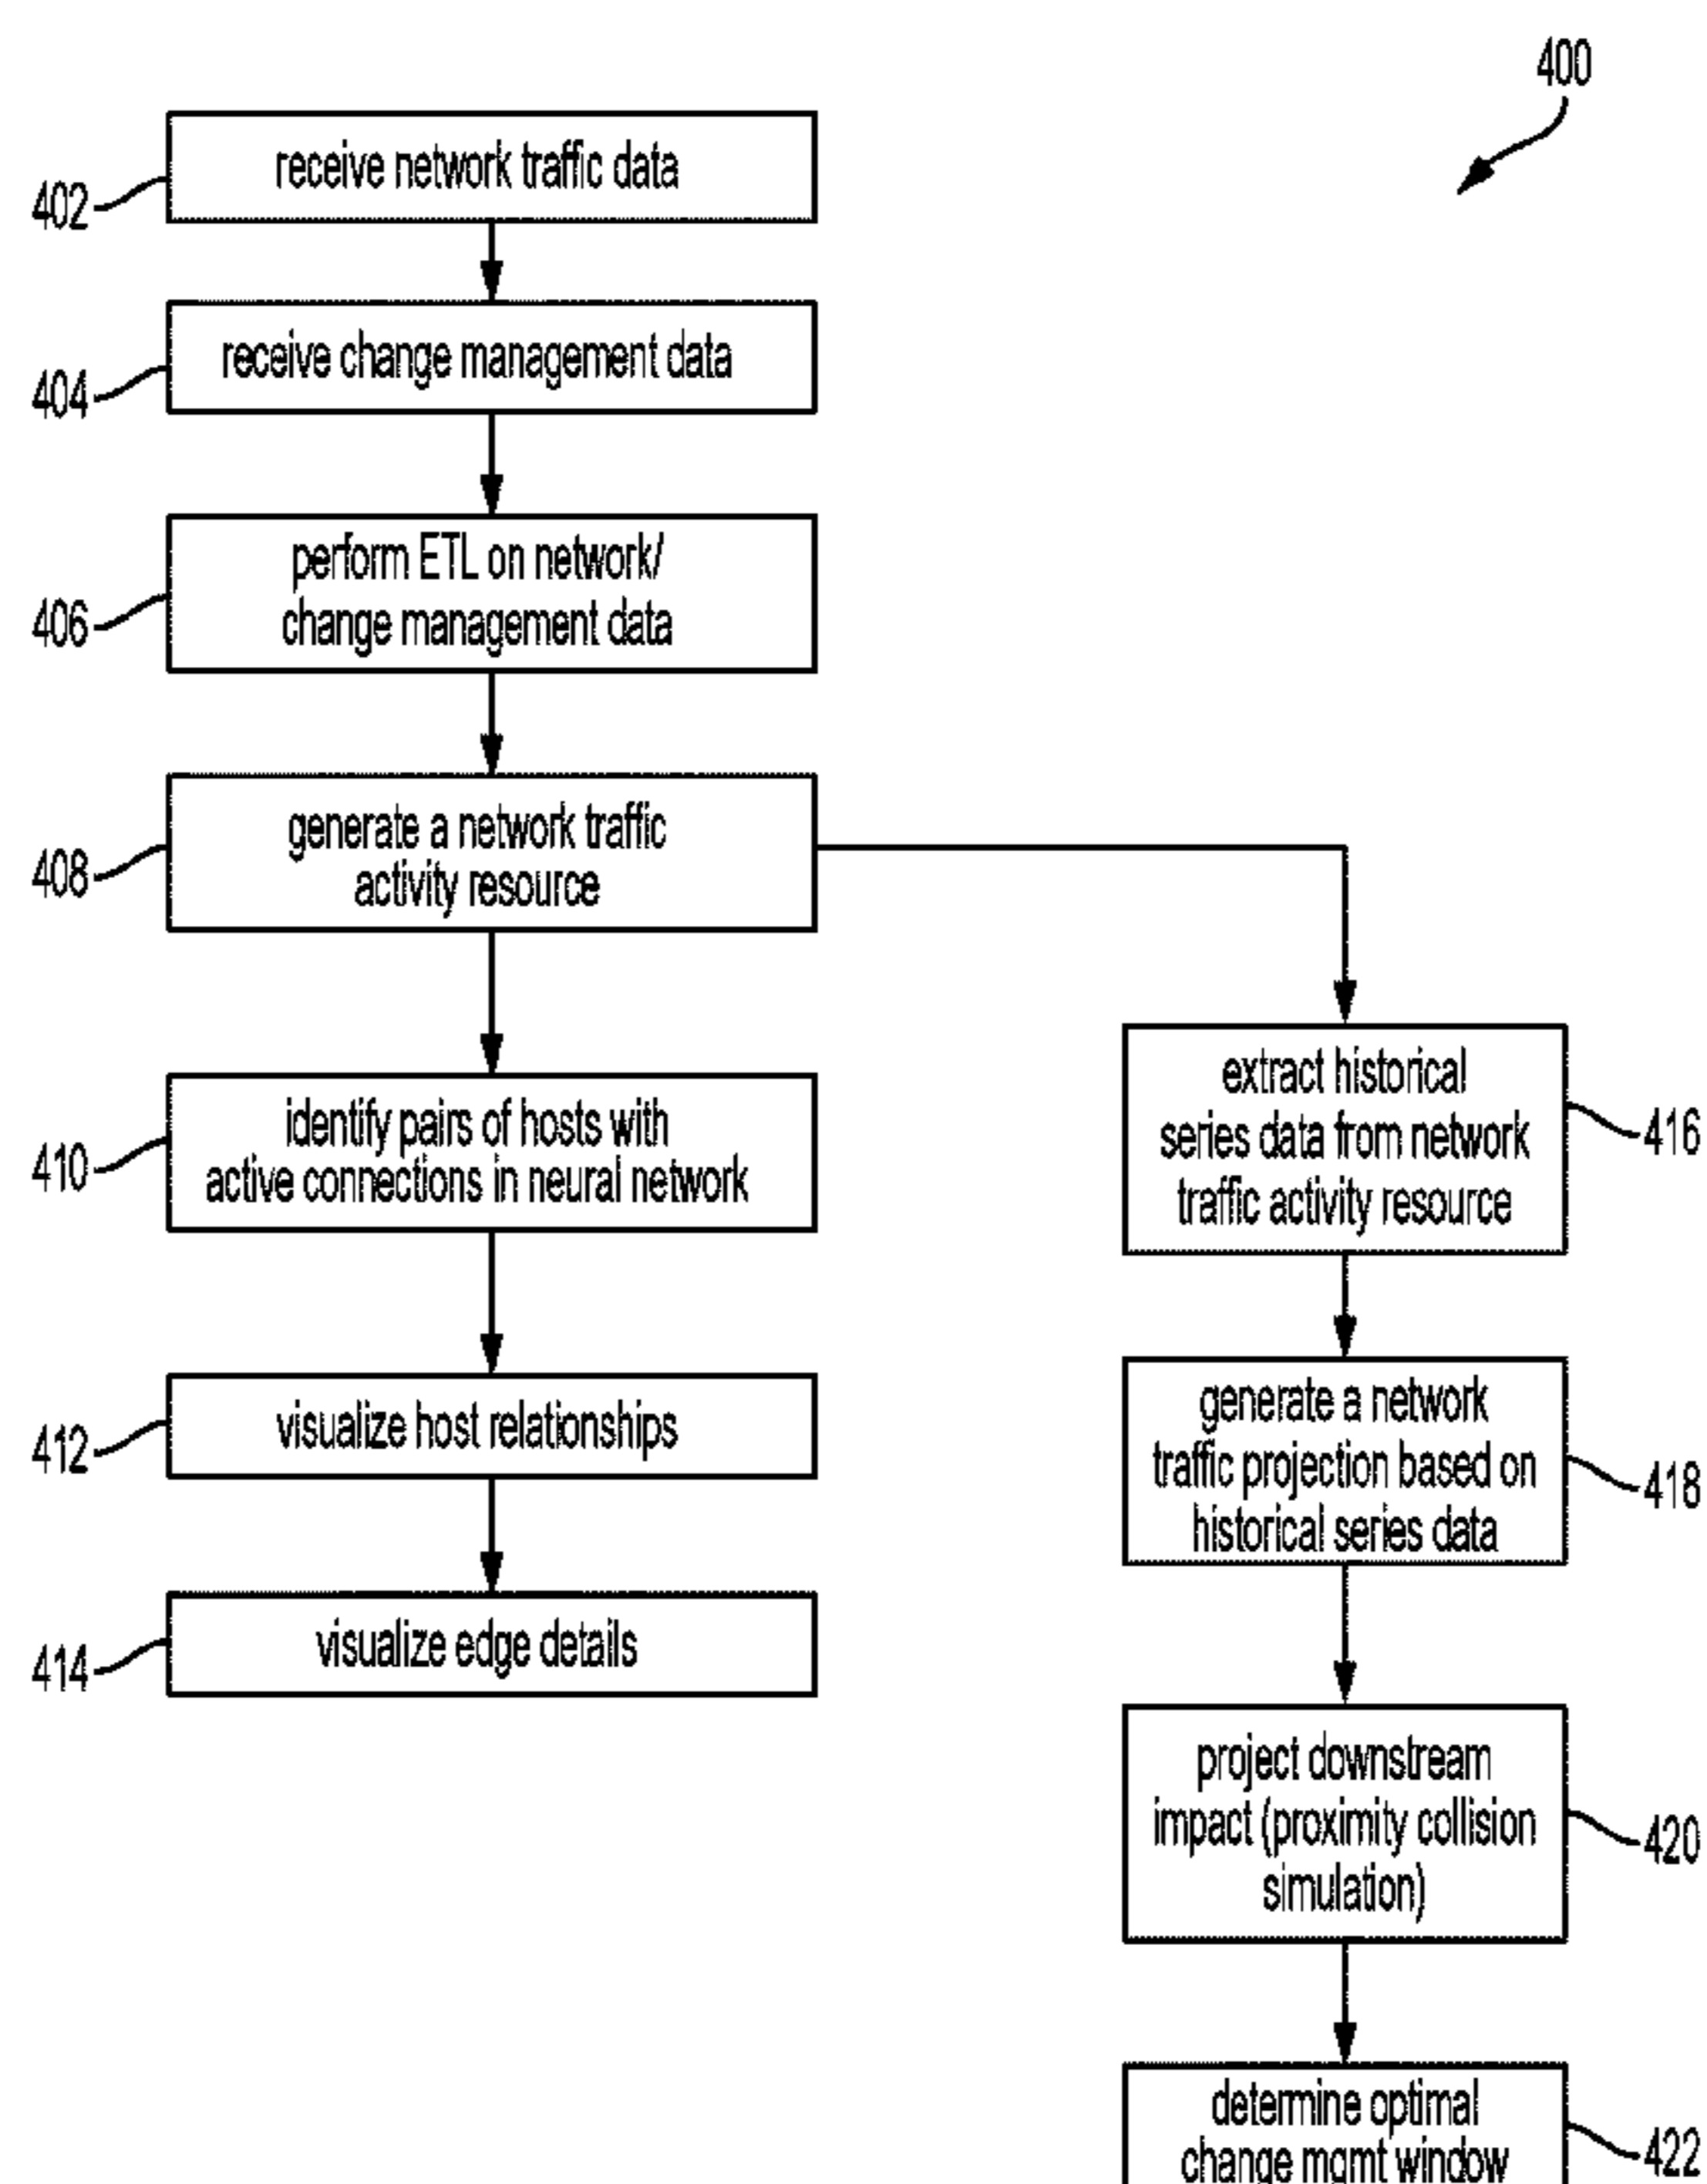 400
402
receive network traffic data
404
receive change management data
406
perform ETL on network/
change management data
408
generate a network traffic
activity resource
410
identify pairs of hosts with
active connections in neural network
412
visualize host relationships
414
visualize edge details
416
extract historical
series data from network
traffic activity resource
418
generate a network
traffic projection based on
historical series data
420
project downstream
impact (proximity collision
simulation)
422
determine optimal
change mgmt window